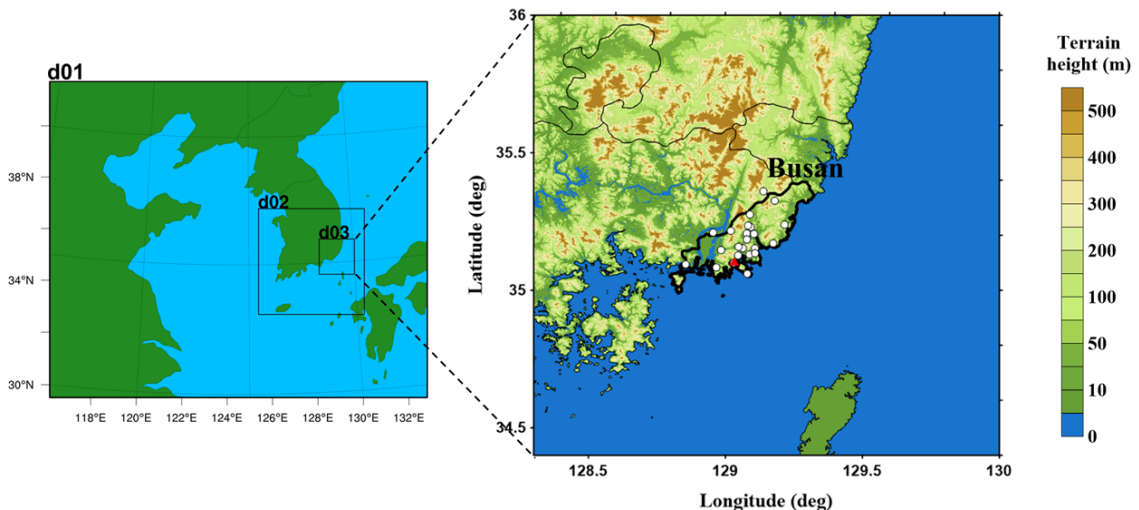 d01
d02
d03
38°N
34°N
30°N
118°E
120°E
122°E
124°E
126°E
128°E
130°E
132°E
36
35.5
35
34.5
Latitude (deg)
128.5
129
129.5
130
Longitude (deg)
Busan
Terrain
height (m)
500
400
300
200
100
50
10
0